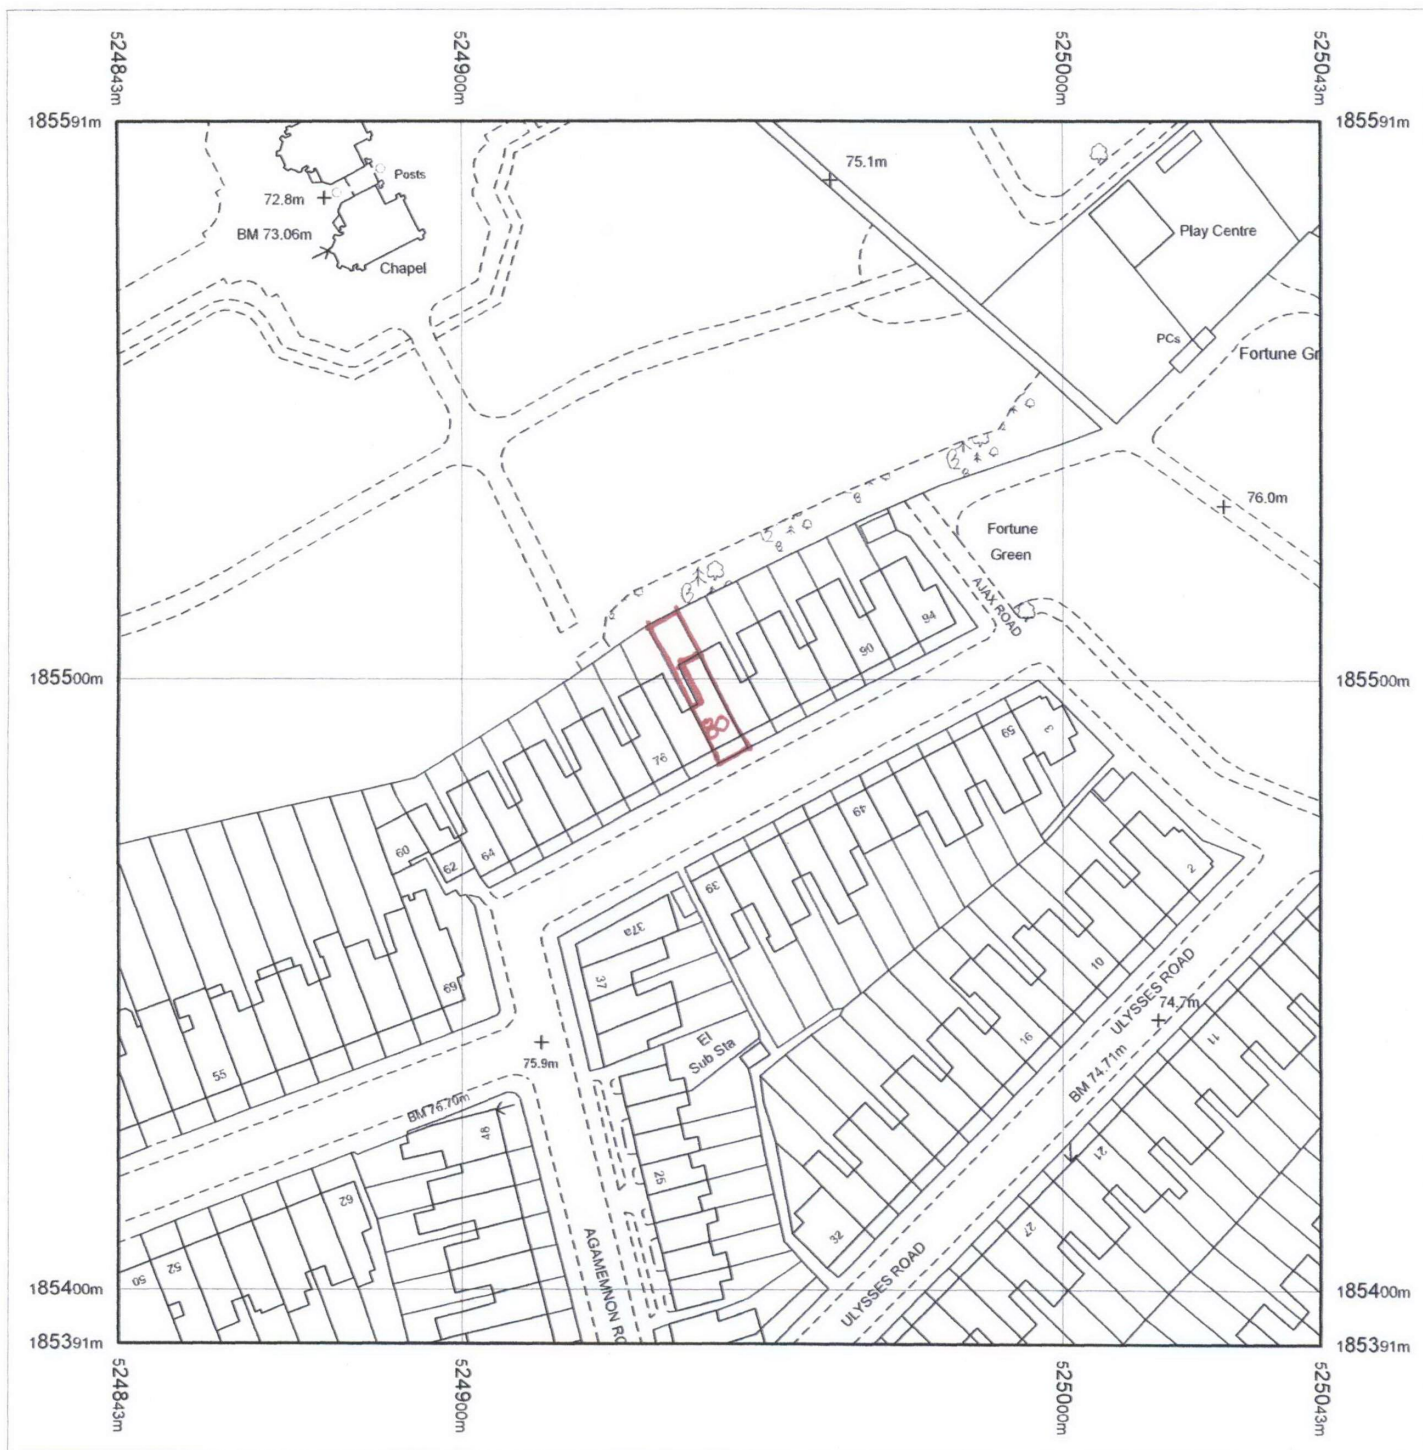 524843m
524900m
525000m
525043m
185591m
185591m
75.1m
Posts
72.8m
BM 73.06m
Play Centre
Chapel
PCs
Fortune Gr
76.0m
Fortune
Green
AJAX ROAD
94
90
185500m
185500m
80
76
59
3
49
60
62
64
39
2
37a
37
69
10
ULYSSES ROAD
74.7m
El
Sub Sta
16
11
75.9m
55
BM 74.71m
BM 76.70m
48
21
25
62
27
52
50
32
AGAMEMNON RO
ULYSSES ROAD
185400m
185400m
185391m
185391m
524843m
524900m
525000m
525043m